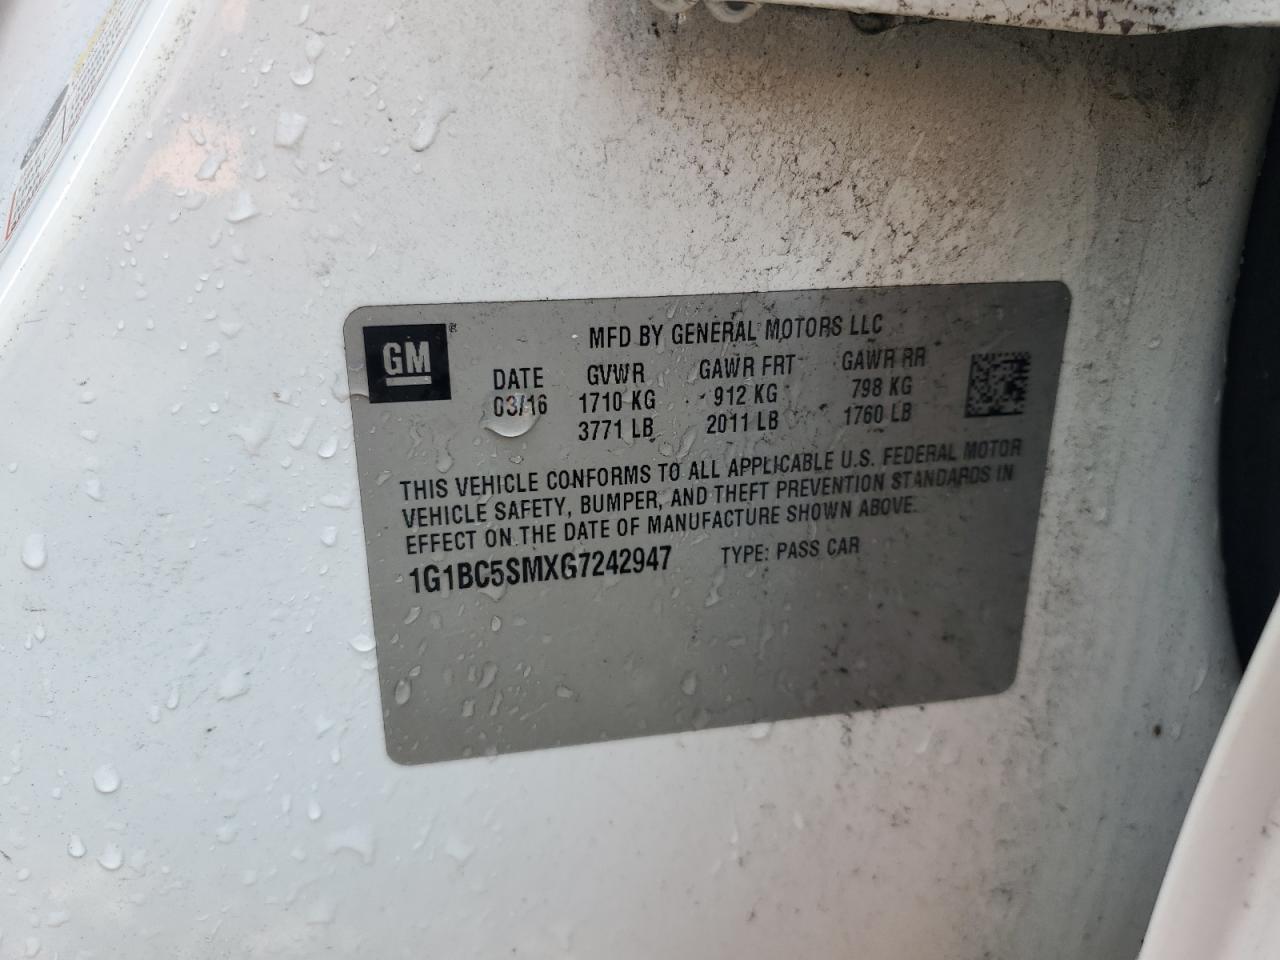 GM
MFD BY GENERAL MOTORS LLC
DATE GVWR GAWR FRT GAWR RR
03/16 1710 KG 912 KG 798 KG
3771 LB 2011 LB 1760 LB
THIS VEHICLE CONFORMS TO ALL APPLICABLE U.S. FEDERAL MOTOR
VEHICLE SAFETY, BUMPER, AND THEFT PREVENTION STANDARDS IN
EFFECT ON THE DATE OF MANUFACTURE SHOWN ABOVE.
1G1BC5SMXG7242947 TYPE: PASS CAR